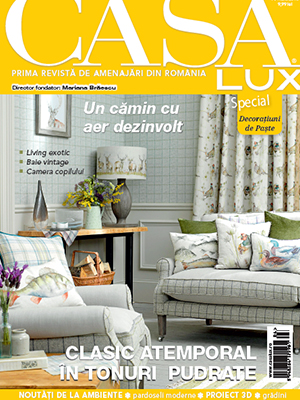 CASA
LUX
PRIMA REVISTĂ DE AMENAJĂRI DIN ROMÂNIA
Director fondator: Mariana Brăescu
Special
Decorațiuni
de Paște
Un cămin cu
aer dezinvolt
• Living exotic
• Baie vintage
• Camera copilului
CLASIC ATEMPORAL
ÎN TONURI PUDRATE
NOUTĂȚI DE LA AMBIENTE • pardoseli moderne • PROIECT 3D • grădini